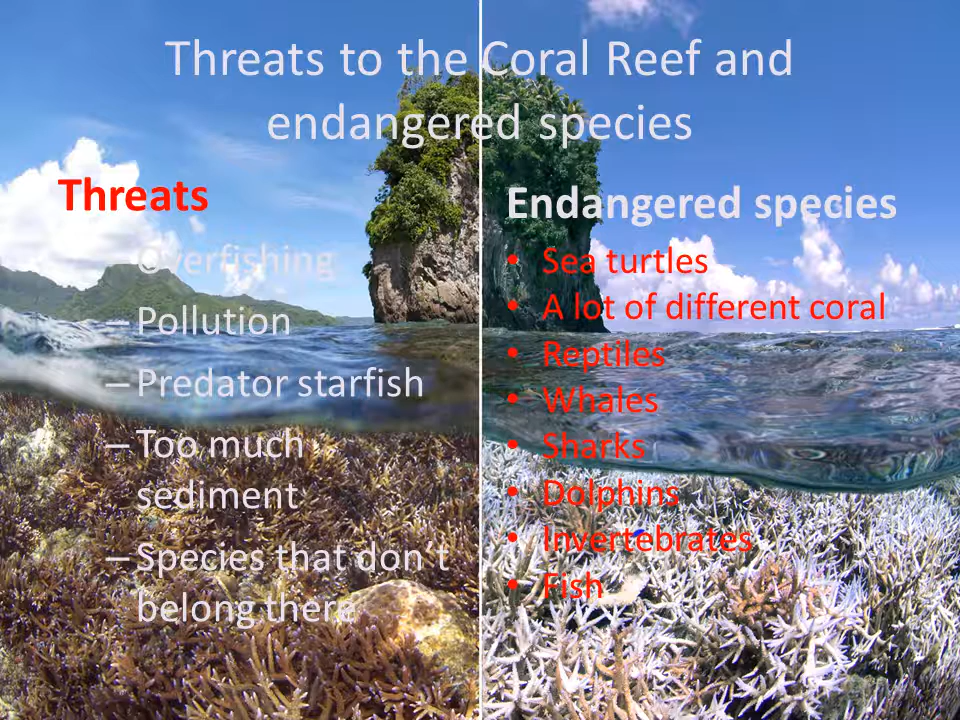 Threats to the Coral Reef and
endangered species
Threats
– Overfishing
– Pollution
– Predator starfish
– Too much
sediment
– Species that don’t
belong there
Endangered species
• Sea turtles
• A lot of different coral
• Reptiles
• Whales
• Sharks
• Dolphins
• Invertebrates
• Fish